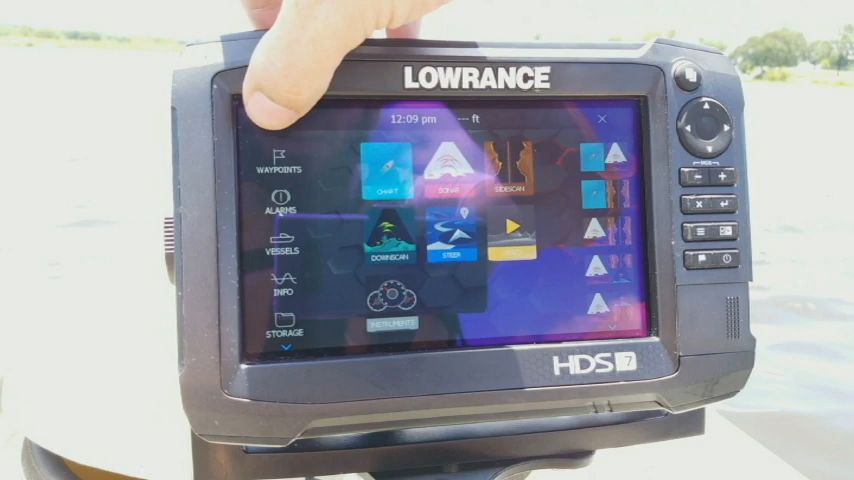 LOWRANCE
12:09 pm --- ft
WAYPOINTS
ALARMS
VESSELS
INFO
STORAGE
CHART
SONAR
SIDESCAN
DOWNSCAN
STEER
INSTRUMENTS
HDS 7